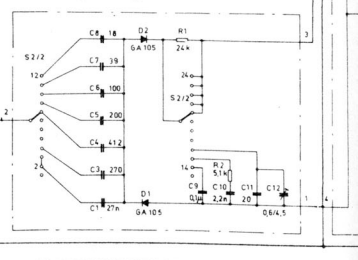 C8 18
D2
GA 105
R1
24k
3
S2/2
12
C7 39
24
C6 100
S2/2
2
C5 200
C4 412
R2
5,1k
14
2
C3 270
C9
0,1µ
C10
2,2n
C11
20
C12
0,6/4,5
D1
GA 105
C1 27n
1
4